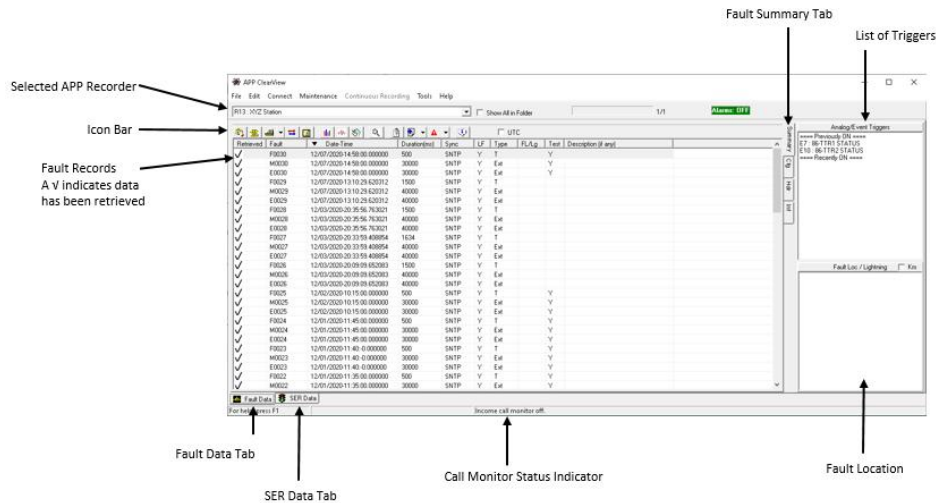 Fault Summary Tab
List of Triggers
Selected APP Recorder
Icon Bar
Fault Records
A √ indicates data
has been retrieved
APP ClearView
File Edit Connect Maintenance Continuous Recording Tools Help
R13 :XYZ Station
Show All in Folder
1/1
Alarms: OFF
UTC
Retrieved Fault Date-Time Duration(ms) Sync LF Type FL/Lg Test Description (if any)
F0030 12/07/2020-14:58:00.000000 500 SNTP Y T Y
M0030 12/07/2020-14:58:00.000000 30000 SNTP Y Ext Y
E0030 12/07/2020-14:58:00.000000 30000 SNTP Y Ext Y
F0029 12/07/2020-13:10:29.620312 1500 SNTP Y T
M0029 12/07/2020-13:10:29.620312 40000 SNTP Y Ext
E0029 12/07/2020-13:10:29.620312 40000 SNTP Y Ext
F0028 12/03/2020-20:35:56.763021 1500 SNTP Y T
M0028 12/03/2020-20:35:56.763021 40000 SNTP Y Ext
E0028 12/03/2020-20:35:56.763021 40000 SNTP Y Ext
F0027 12/03/2020-20:33:59.408854 1634 SNTP Y T
M0027 12/03/2020-20:33:59.408854 40000 SNTP Y Ext
E0027 12/03/2020-20:33:59.408854 40000 SNTP Y Ext
F0026 12/03/2020-20:09:09.652083 1500 SNTP Y T
M0026 12/03/2020-20:09:09.652083 40000 SNTP Y Ext
E0026 12/03/2020-20:09:09.652083 40000 SNTP Y Ext
F0025 12/02/2020-10:15:00.000000 500 SNTP Y T Y
M0025 12/02/2020-10:15:00.000000 30000 SNTP Y Ext Y
E0025 12/02/2020-10:15:00.000000 30000 SNTP Y Ext Y
F0024 12/01/2020-11:45:00.000000 500 SNTP Y T Y
M0024 12/01/2020-11:45:00.000000 30000 SNTP Y Ext Y
E0024 12/01/2020-11:45:00.000000 30000 SNTP Y Ext Y
F0023 12/01/2020-11:40:-0.000000 500 SNTP Y T Y
M0023 12/01/2020-11:40:-0.000000 30000 SNTP Y Ext Y
E0023 12/01/2020-11:40:-0.000000 30000 SNTP Y Ext Y
F0022 12/01/2020-11:35:00.000000 500 SNTP Y T Y
M0022 12/01/2020-11:35:00.000000 30000 SNTP Y Ext Y
Summary
Cfg
Hdr
Inf
Analog/Event Triggers
==== Previously ON ====
E7 : 86-TTR1 STATUS
E10 : 86-TTR2 STATUS
==== Recently ON ====
Fault Loc / Lightning Km
Fault Data SER Data
For help, press F1
Income call monitor off.
Fault Data Tab
SER Data Tab
Call Monitor Status Indicator
Fault Location